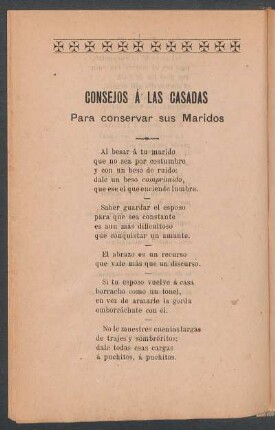 CONSEJOS Á LAS CASADAS
Para conservar sus Maridos
Al besar á tu marido
que no sea por costumbre
y con un beso de ruido:
dale un beso comprimido,
que ese el que enciende lumbre.
Saber guardar el esposo
para que sea constante
es aun más dificultoso
que conquistar un amante.
El abrazo es un recurso
que vale más que un discurso.
Si tu esposo vuelve á casa
borracho como un tonel,
en vez de armarle la gorda
emborráchate con él.
No le muestres cuentas largas
de trajes y sombreritos;
dale todas esas cargas
á puchitos, á puchitos.